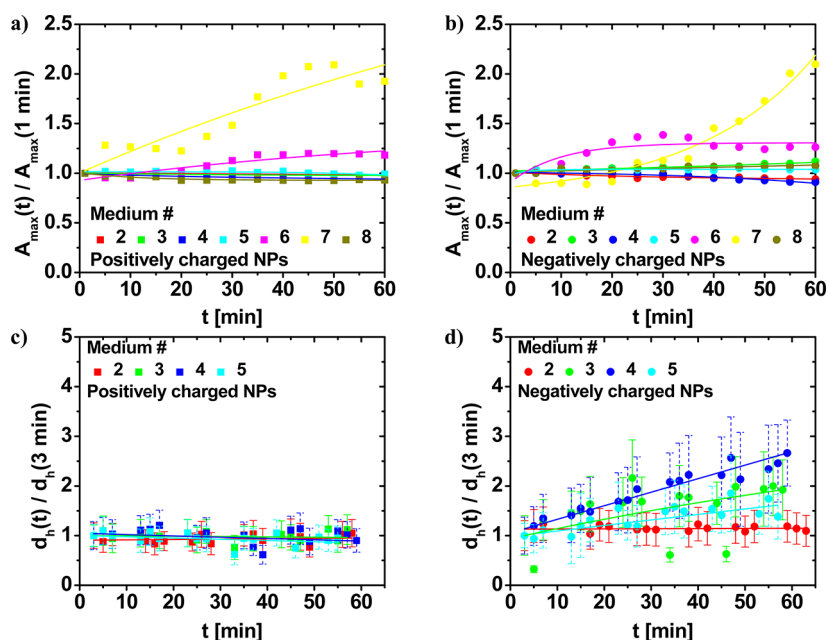 a)
2.5
2.0
1.5
1.0
0.5
0.0
A_max(t) / A_max(1 min)
Medium #
2 3 4 5 6 7 8
Positively charged NPs
0 10 20 30 40 50 60
t [min]
b)
2.5
2.0
1.5
1.0
0.5
0.0
A_max(t) / A_max(1 min)
Medium #
2 3 4 5 6 7 8
Negatively charged NPs
0 10 20 30 40 50 60
t [min]
c)
5
4
3
2
1
0
d_h(t) / d_h(3 min)
Medium #
2 3 4 5
Positively charged NPs
0 10 20 30 40 50 60
t [min]
d)
5
4
3
2
1
0
d_h(t) / d_h(3 min)
Medium #
2 3 4 5
Negatively charged NPs
0 10 20 30 40 50 60
t [min]